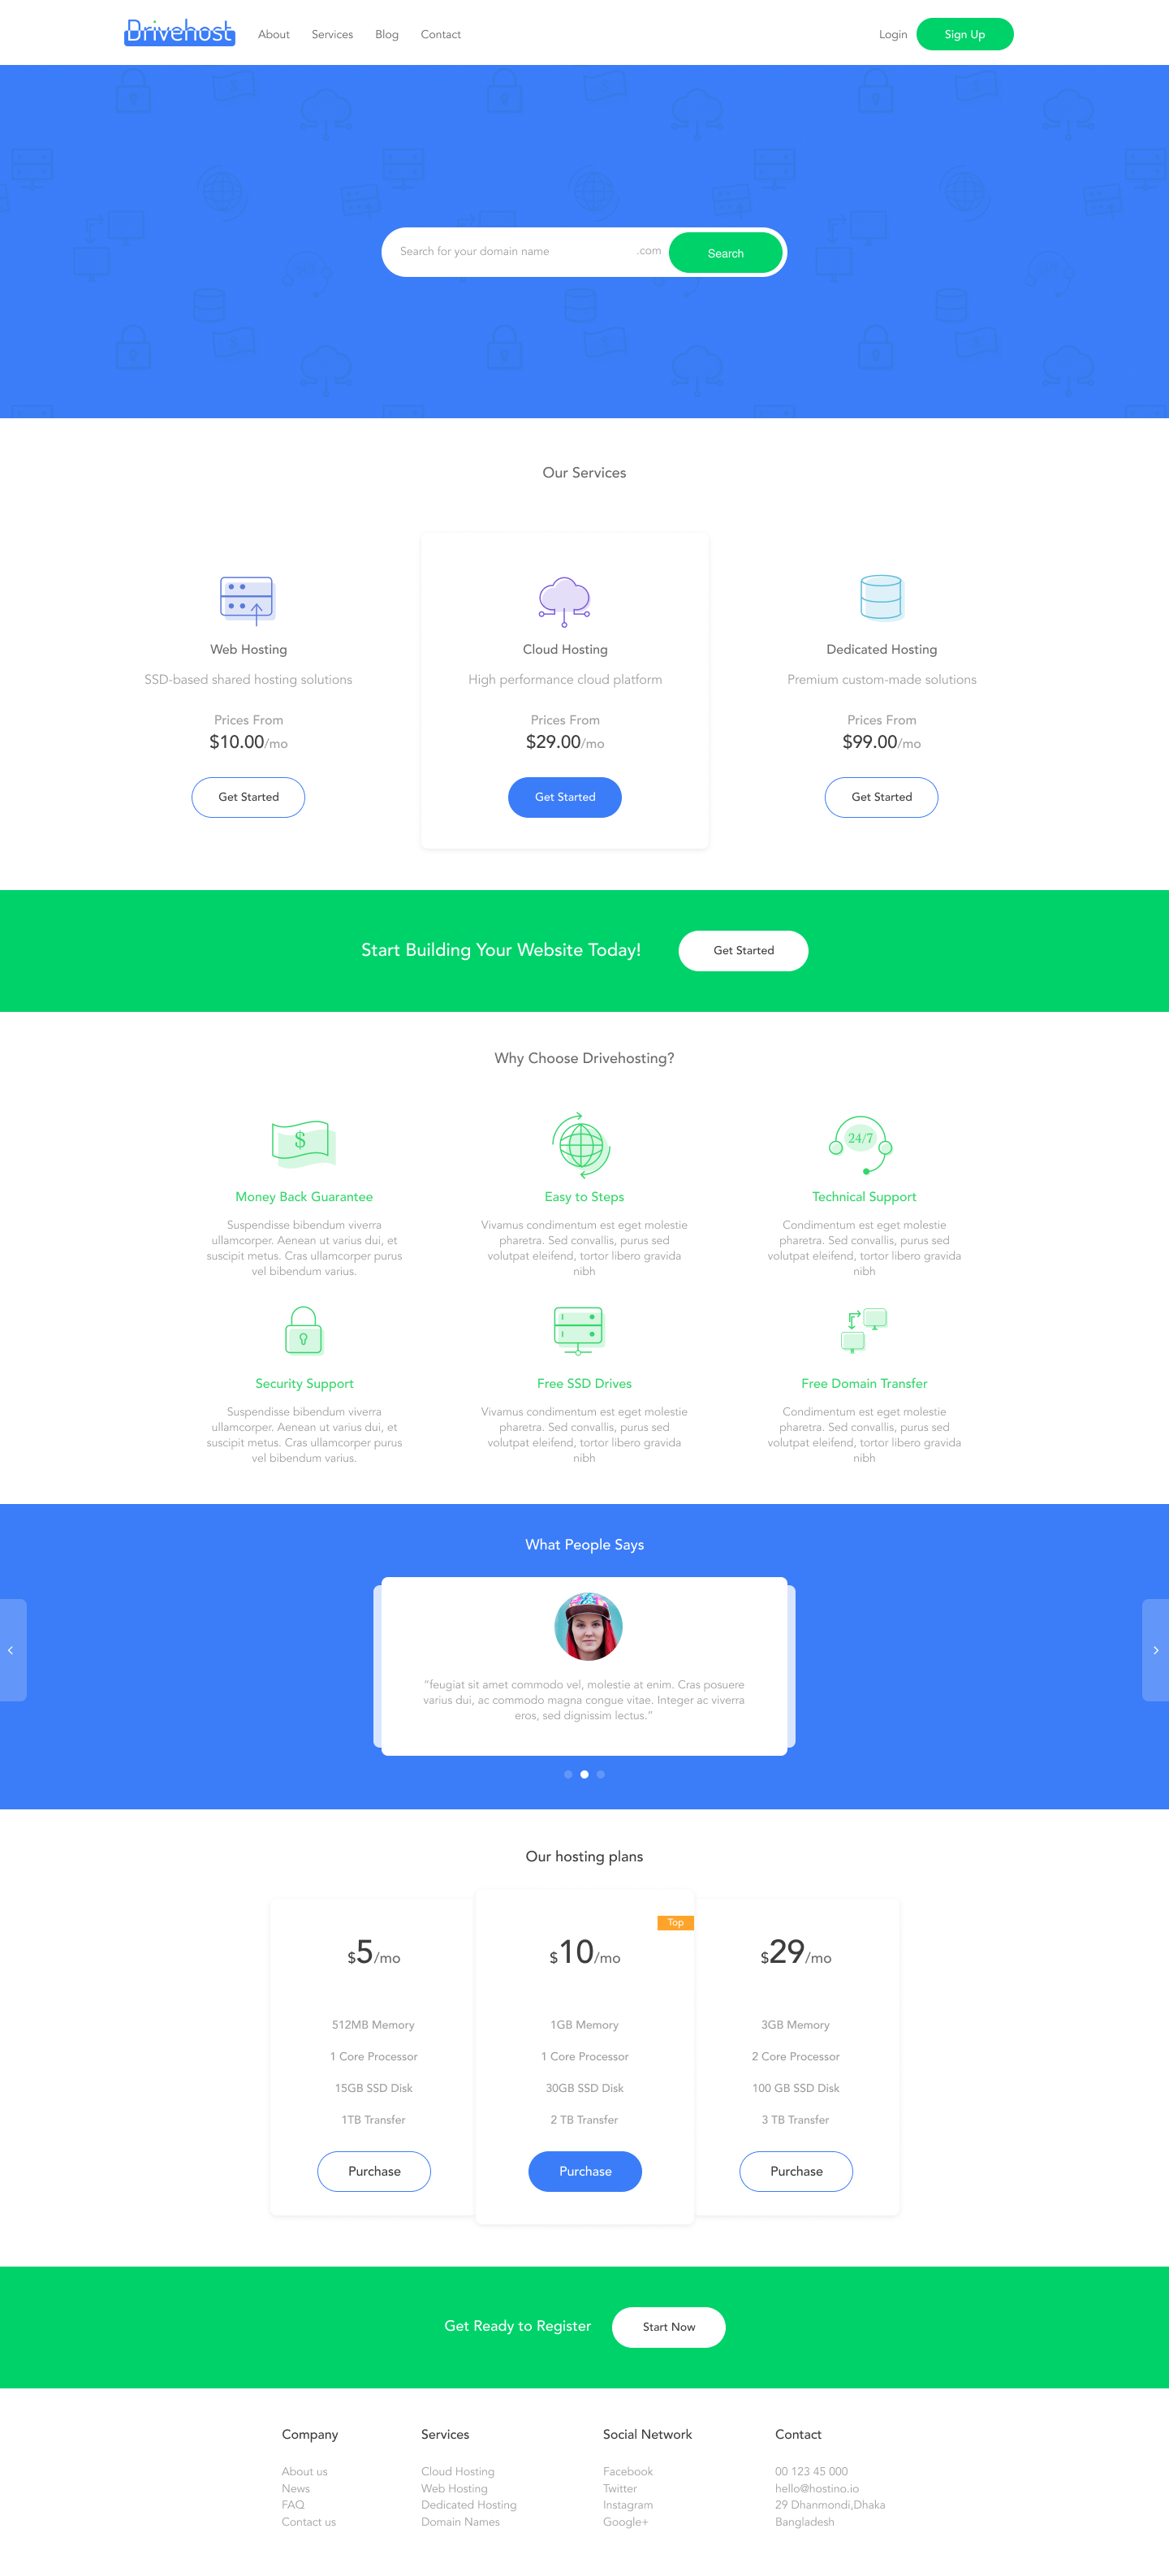 Drivehost
About Services Blog Contact
Login Sign Up
Search for your domain name .com Search
Our Services
Web Hosting
SSD-based shared hosting solutions
Prices From
$10.00/mo
Get Started
Cloud Hosting
High performance cloud platform
Prices From
$29.00/mo
Get Started
Dedicated Hosting
Premium custom-made solutions
Prices From
$99.00/mo
Get Started
Start Building Your Website Today! Get Started
Why Choose Drivehosting?
$
Money Back Guarantee
Suspendisse bibendum viverra
ullamcorper. Aenean ut varius dui, et
suscipit metus. Cras ullamcorper purus
vel bibendum varius.
Easy to Steps
Vivamus condimentum est eget molestie
pharetra. Sed convallis, purus sed
volutpat eleifend, tortor libero gravida
nibh
24/7
Technical Support
Condimentum est eget molestie
pharetra. Sed convallis, purus sed
volutpat eleifend, tortor libero gravida
nibh
Security Support
Suspendisse bibendum viverra
ullamcorper. Aenean ut varius dui, et
suscipit metus. Cras ullamcorper purus
vel bibendum varius.
Free SSD Drives
Vivamus condimentum est eget molestie
pharetra. Sed convallis, purus sed
volutpat eleifend, tortor libero gravida
nibh
Free Domain Transfer
Condimentum est eget molestie
pharetra. Sed convallis, purus sed
volutpat eleifend, tortor libero gravida
nibh
What People Says
“feugiat sit amet commodo vel, molestie at enim. Cras posuere
varius dui, ac commodo magna congue vitae. Integer ac viverra
eros, sed dignissim lectus.”
Our hosting plans
$5/mo
512MB Memory
1 Core Processor
15GB SSD Disk
1TB Transfer
Purchase
Top
$10/mo
1GB Memory
1 Core Processor
30GB SSD Disk
2 TB Transfer
Purchase
$29/mo
3GB Memory
2 Core Processor
100 GB SSD Disk
3 TB Transfer
Purchase
Get Ready to Register Start Now
Company
About us
News
FAQ
Contact us
Services
Cloud Hosting
Web Hosting
Dedicated Hosting
Domain Names
Social Network
Facebook
Twitter
Instagram
Google+
Contact
00 123 45 000
hello@hostino.io
29 Dhanmondi,Dhaka
Bangladesh